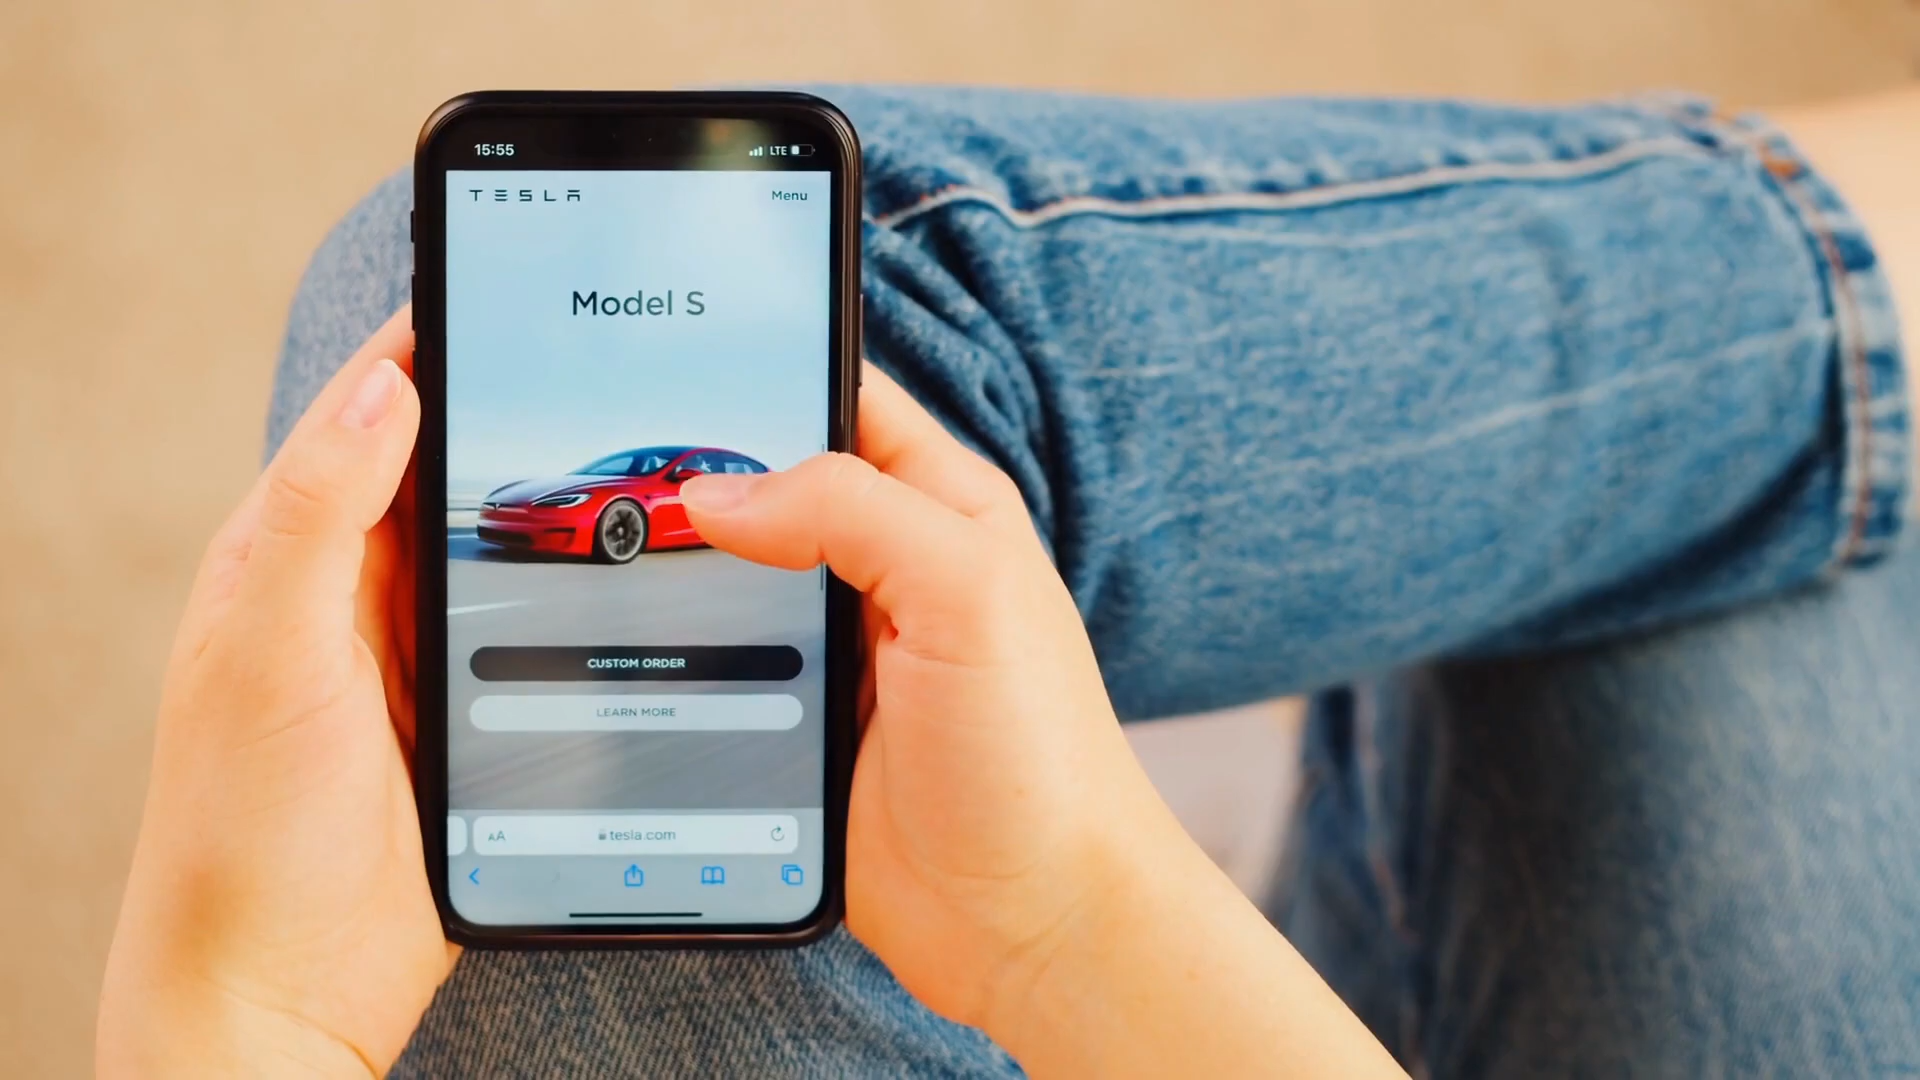 15:55 LTE
TESLA Menu
Model S
CUSTOM ORDER
LEARN MORE
AA tesla.com